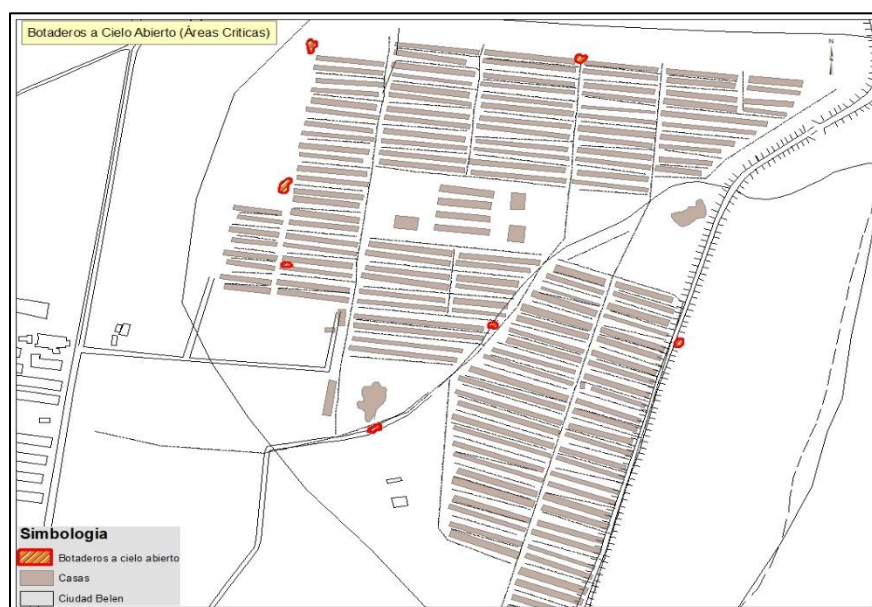 Botaderos a Cielo Abierto (Áreas Criticas)
N
Simbologia
Botaderos a cielo abierto
Casas
Ciudad Belen